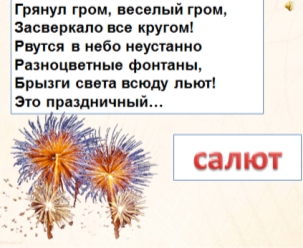 Грянул гром, веселый гром,
Засверкало все кругом!
Рвутся в небо неустанно
Разноцветные фонтаны,
Брызги света всюду льют!
Это праздничный...
салют